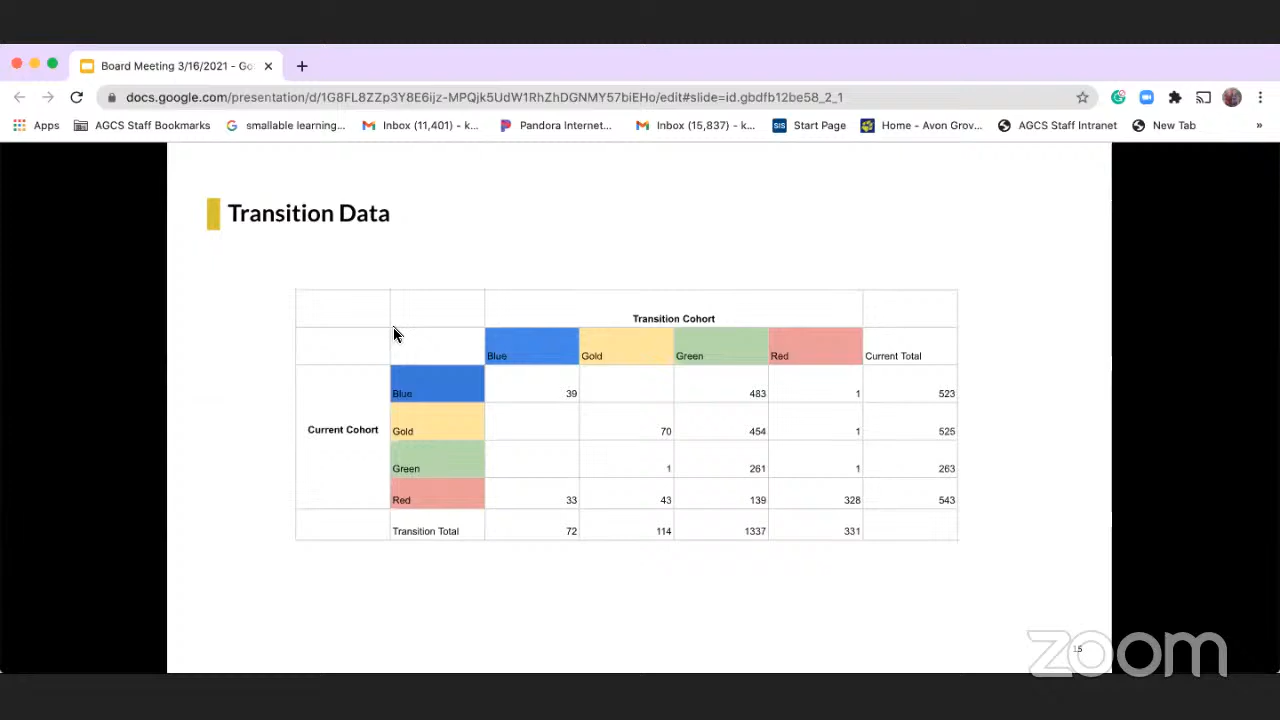 Board Meeting 3/16/2021 - Go
docs.google.com/presentation/d/1G8FL8ZZp3Y8E6ijz-MPQjk5UdW1RhZhDGNMY57biEHo/edit#slide=id.gbdfb12be58_2_1
Apps AGCS Staff Bookmarks smallable learning... Inbox (11,401) - k... Pandora Internet... Inbox (15,837) - k... SIS Start Page Home - Avon Grov... AGCS Staff Intranet New Tab »
Transition Data
Transition Cohort
Blue Gold Green Red Current Total
Blue 39 483 1 523
Current Cohort Gold 70 454 1 525
Green 1 261 1 263
Red 33 43 139 328 543
Transition Total 72 114 1337 331
15
zoom